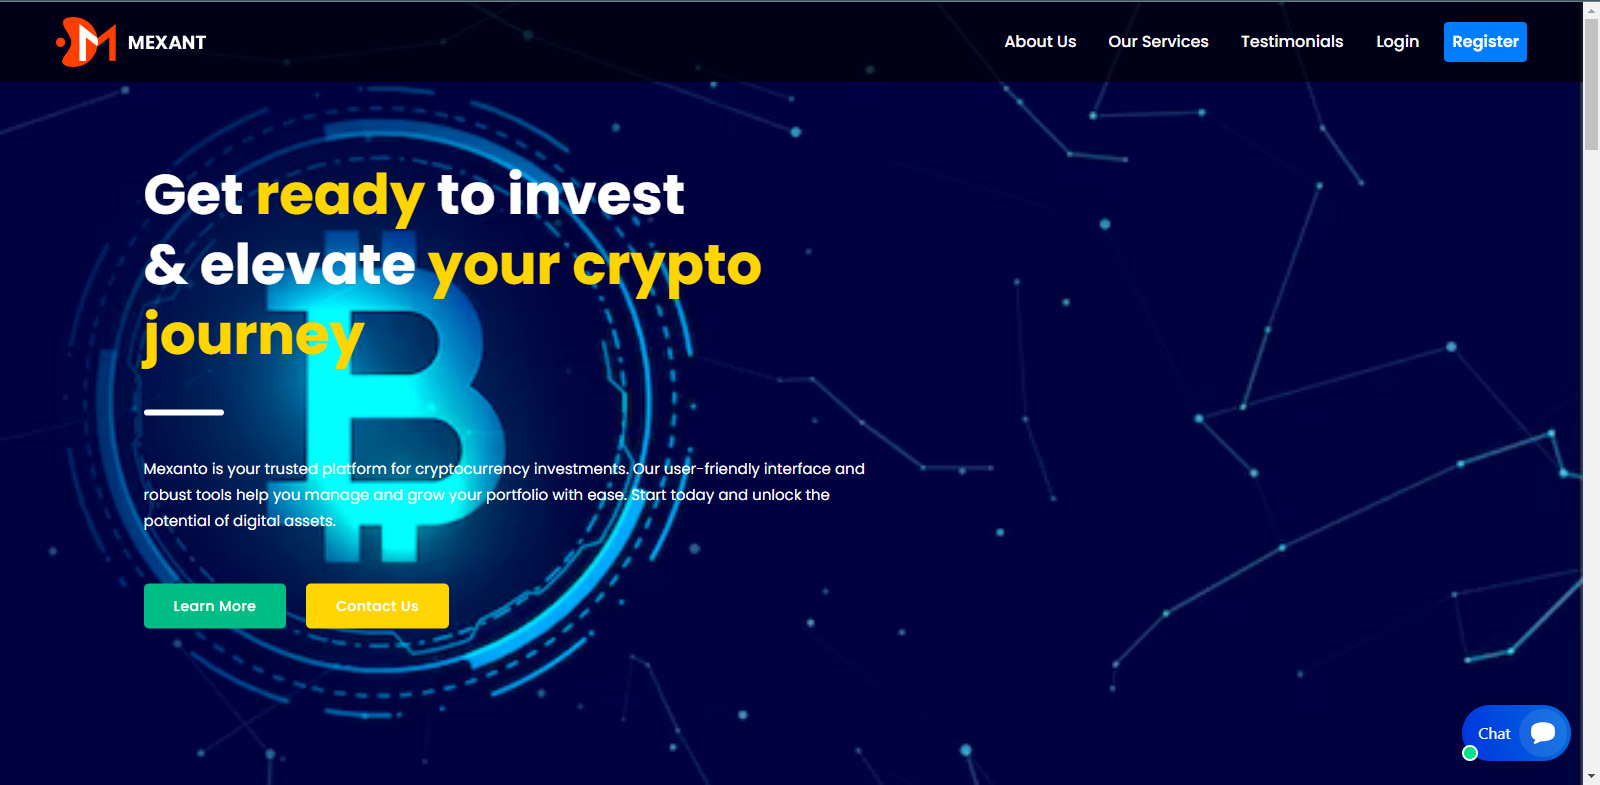 MEXANT
About Us
Our Services
Testimonials
Login
Register
Get ready to invest
& elevate your crypto
journey
Mexanto is your trusted platform for cryptocurrency investments. Our user-friendly interface and
robust tools help you manage and grow your portfolio with ease. Start today and unlock the
potential of digital assets.
Learn More
Contact Us
Chat